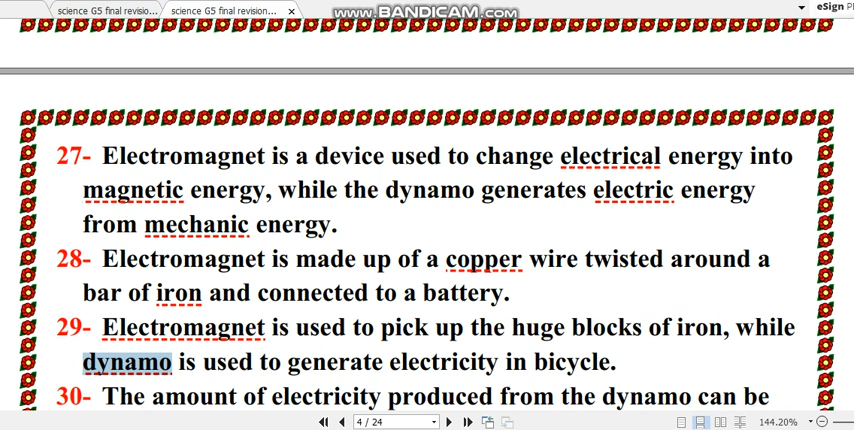 science G5 final revisio... science G5 final revision... × www.BANDICAM.com eSign
27- Electromagnet is a device used to change electrical energy into
magnetic energy, while the dynamo generates electric energy
from mechanic energy.
28- Electromagnet is made up of a copper wire twisted around a
bar of iron and connected to a battery.
29- Electromagnet is used to pick up the huge blocks of iron, while
dynamo is used to generate electricity in bicycle.
30- The amount of electricity produced from the dynamo can be
4 / 24 144.20%